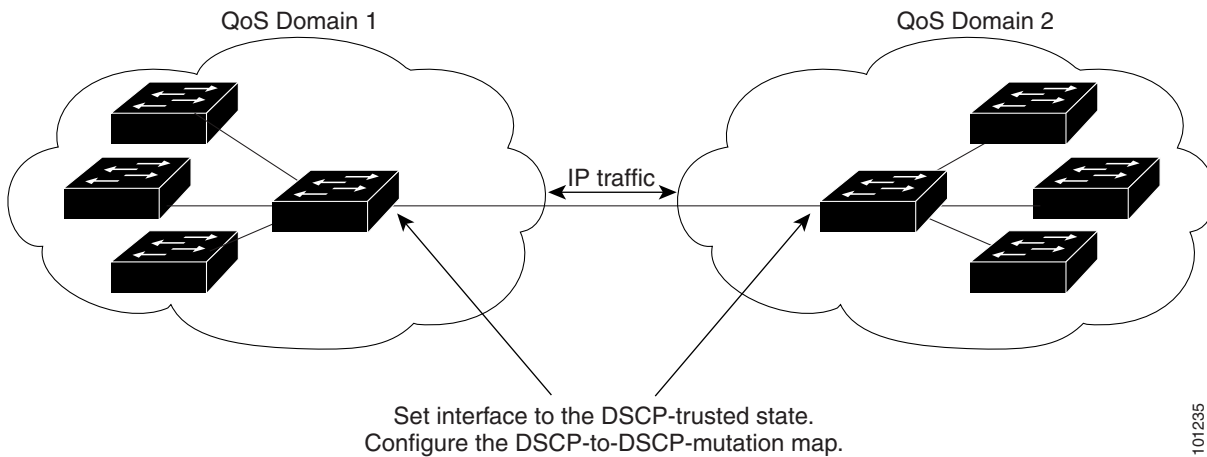 QoS Domain 1
QoS Domain 2
IP traffic
Set interface to the DSCP-trusted state.
Configure the DSCP-to-DSCP-mutation map.
101235